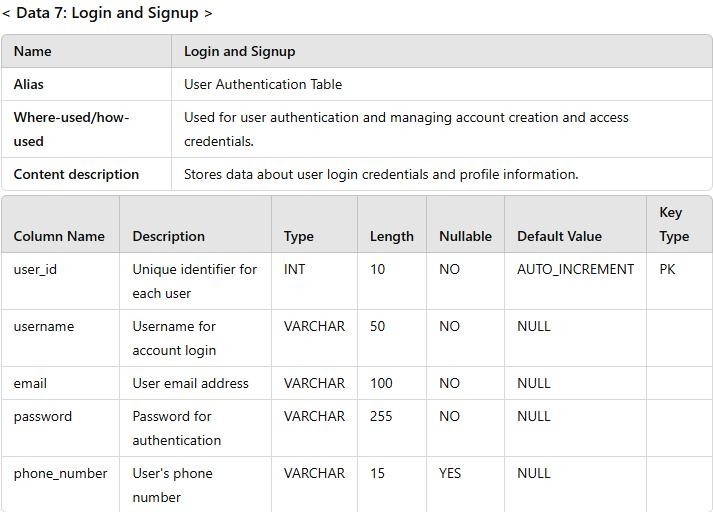 < Data 7: Login and Signup >
Name Login and Signup
Alias User Authentication Table
Where-used/how-used Used for user authentication and managing account creation and access credentials.
Content description Stores data about user login credentials and profile information.
Column Name Description Type Length Nullable Default Value Key Type
user_id Unique identifier for each user INT 10 NO AUTO_INCREMENT PK
username Username for account login VARCHAR 50 NO NULL
email User email address VARCHAR 100 NO NULL
password Password for authentication VARCHAR 255 NO NULL
phone_number User's phone number VARCHAR 15 YES NULL